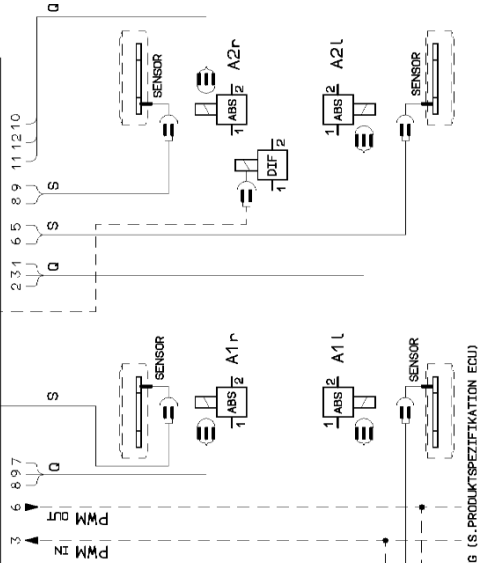 11 12 10
Q
8 9
S
6 5
S
2 3 1
Q
S
8 9 7
Q
6
PWM OUT
3
PWM IN
SENSOR
A2r
ABS
1 2
DIF
1 2
A2l
ABS
1 2
SENSOR
SENSOR
A1r
ABS
1 2
A1l
ABS
1 2
SENSOR
G (S.PRODUKTSPEZIFIKATION ECU)